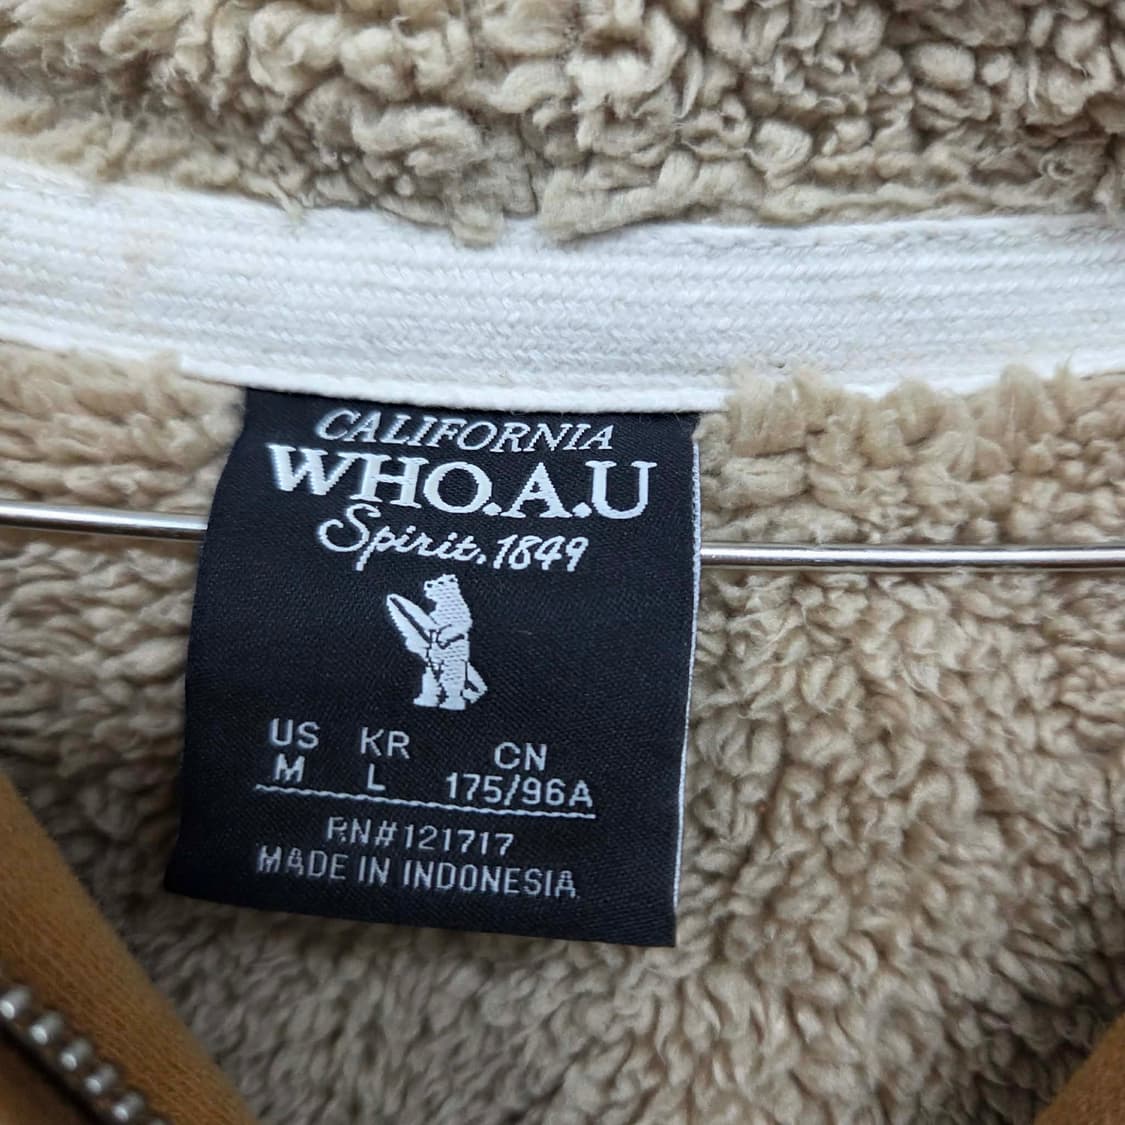 CALIFORNIA
WHO.A.U
Spirit.1849
US KR CN
M L 175/96A
RN#121717
MADE IN INDONESIA